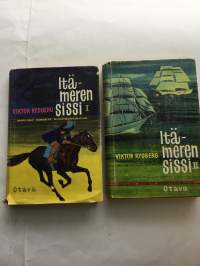 Itä-
meren
sissi I
VIKTOR RYDBERG
Otava
Itä-
meren
VIKTOR RYDBERG
sissi II
Otava